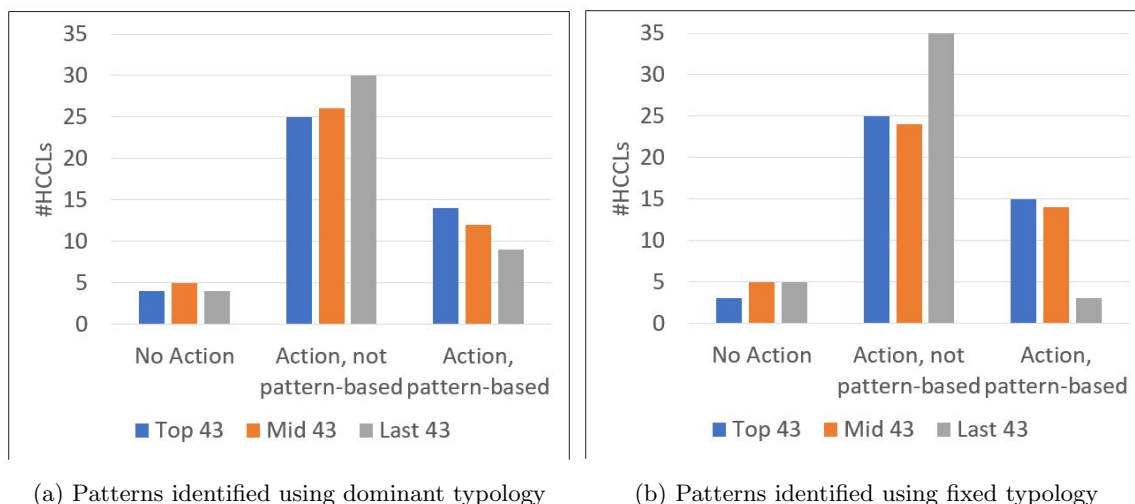 35
30
25
20
15
10
5
0
#HCCLs
No Action
Action, not
pattern-based
Action,
pattern-based
Top 43
Mid 43
Last 43
(a) Patterns identified using dominant typology
35
30
25
20
15
10
5
0
#HCCLs
No Action
Action, not
pattern-based
Action,
pattern-based
Top 43
Mid 43
Last 43
(b) Patterns identified using fixed typology